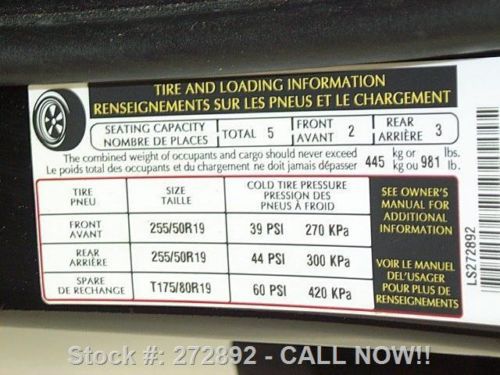 TIRE AND LOADING INFORMATION
RENSEIGNEMENTS SUR LES PNEUS ET LE CHARGEMENT
SEATING CAPACITY
NOMBRE DE PLACES
TOTAL 5
FRONT
AVANT 2
REAR
ARRIÈRE 3
The combined weight of occupants and cargo should never exceed
Le poids total des occupants et du chargement ne doit jamais dépasser
445 kg or
kg ou 981 lbs.
lb.
TIRE
PNEU
SIZE
TAILLE
COLD TIRE PRESSURE
PRESSION DES
PNEUS À FROID
FRONT
AVANT
255/50R19
39 PSI 270 KPa
REAR
ARRIÈRE
255/50R19
44 PSI 300 KPa
SPARE
DE RECHANGE
T175/80R19
60 PSI 420 KPa
SEE OWNER'S
MANUAL FOR
ADDITIONAL
INFORMATION
VOIR LE MANUEL
DE L'USAGER
POUR PLUS DE
RENSEIGNEMENTS
LS272892
Stock #: 272892 - CALL NOW!!